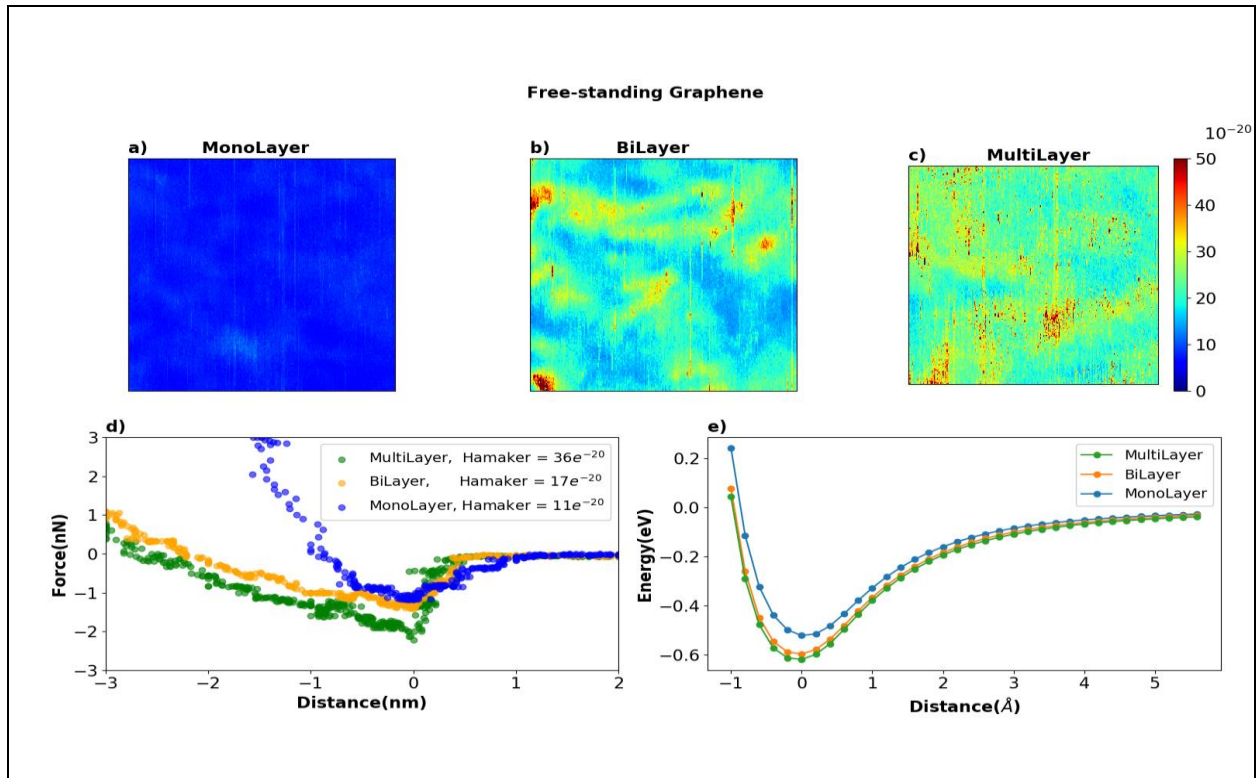 Free-standing Graphene
a) MonoLayer
b) BiLayer
c) MultiLayer
10⁻²⁰
50
40
30
20
10
0
d)
3
2
1
0
−1
−2
−3
Force(nN)
MultiLayer, Hamaker = 36e⁻²⁰
BiLayer, Hamaker = 17e⁻²⁰
MonoLayer, Hamaker = 11e⁻²⁰
−3 −2 −1 0 1 2
Distance(nm)
e)
0.2
0.0
−0.2
−0.4
−0.6
Energy(eV)
MultiLayer
BiLayer
MonoLayer
−1 0 1 2 3 4 5
Distance(Å)